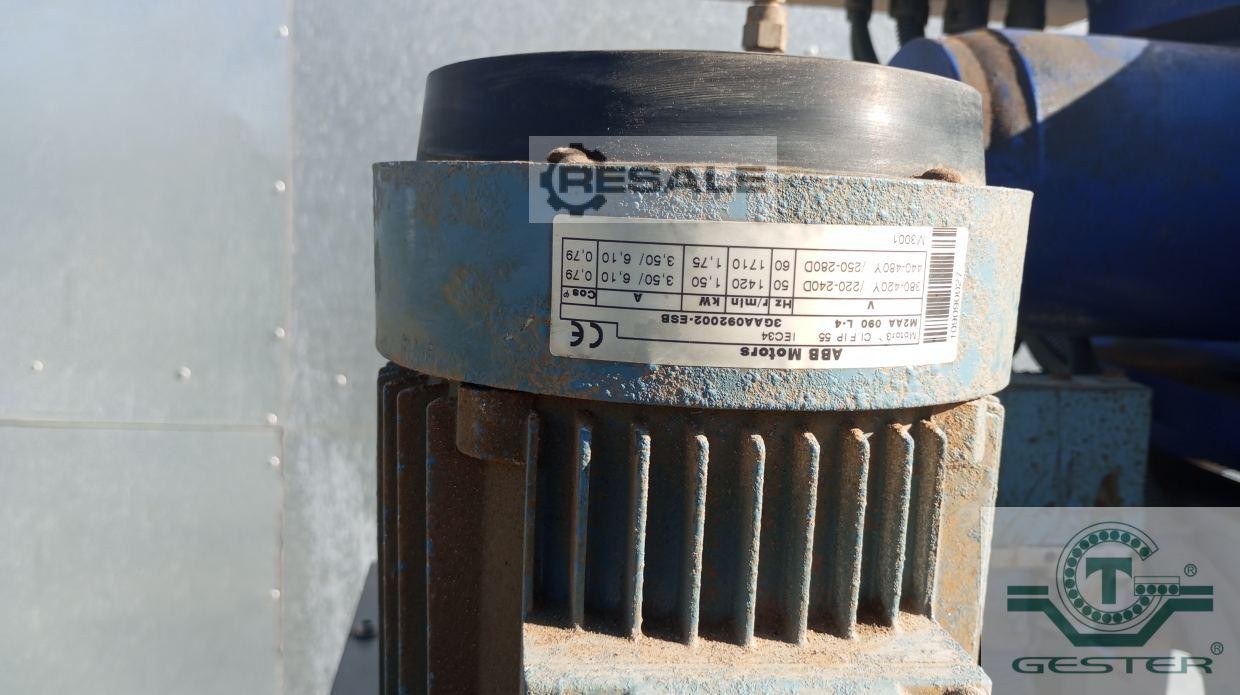 RESALE
ABB Motors
CE
Motor3~ Cl.F IP 55 IEC34
M2AA 090 L-4 3GAA092002-ESB
V Hz r/min kW A Cos φ
380-420Y /220-240D 50 1420 1,50 3,50 / 6,10 0,79
440-480Y /250-280D 60 1710 1,75 3,50 / 6,10 0,79
M3001
T09090027
T
®
GESTER®